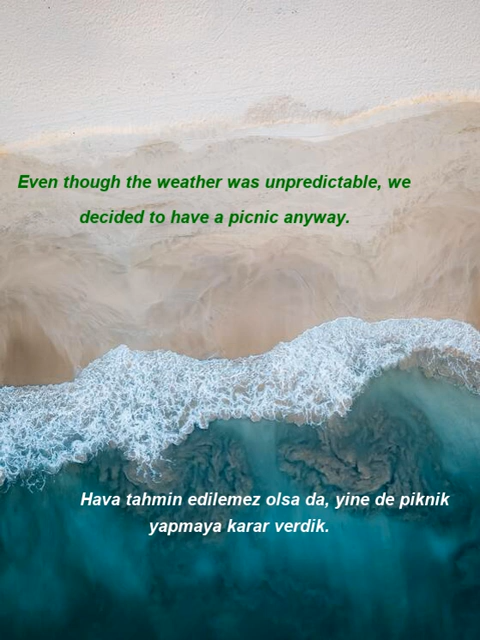 Even though the weather was unpredictable, we
decided to have a picnic anyway.
Hava tahmin edilemez olsa da, yine de piknik
yapmaya karar verdik.